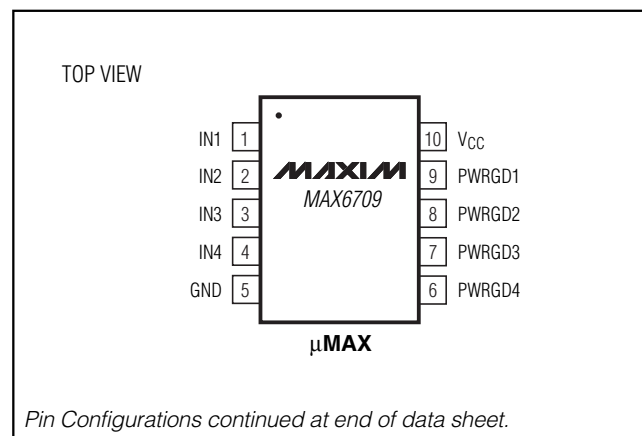 TOP VIEW
IN1 1 10 VCC
IN2 2 MAXIM 9 PWRGD1
MAX6709
IN3 3 8 PWRGD2
IN4 4 7 PWRGD3
GND 5 6 PWRGD4
µMAX
Pin Configurations continued at end of data sheet.